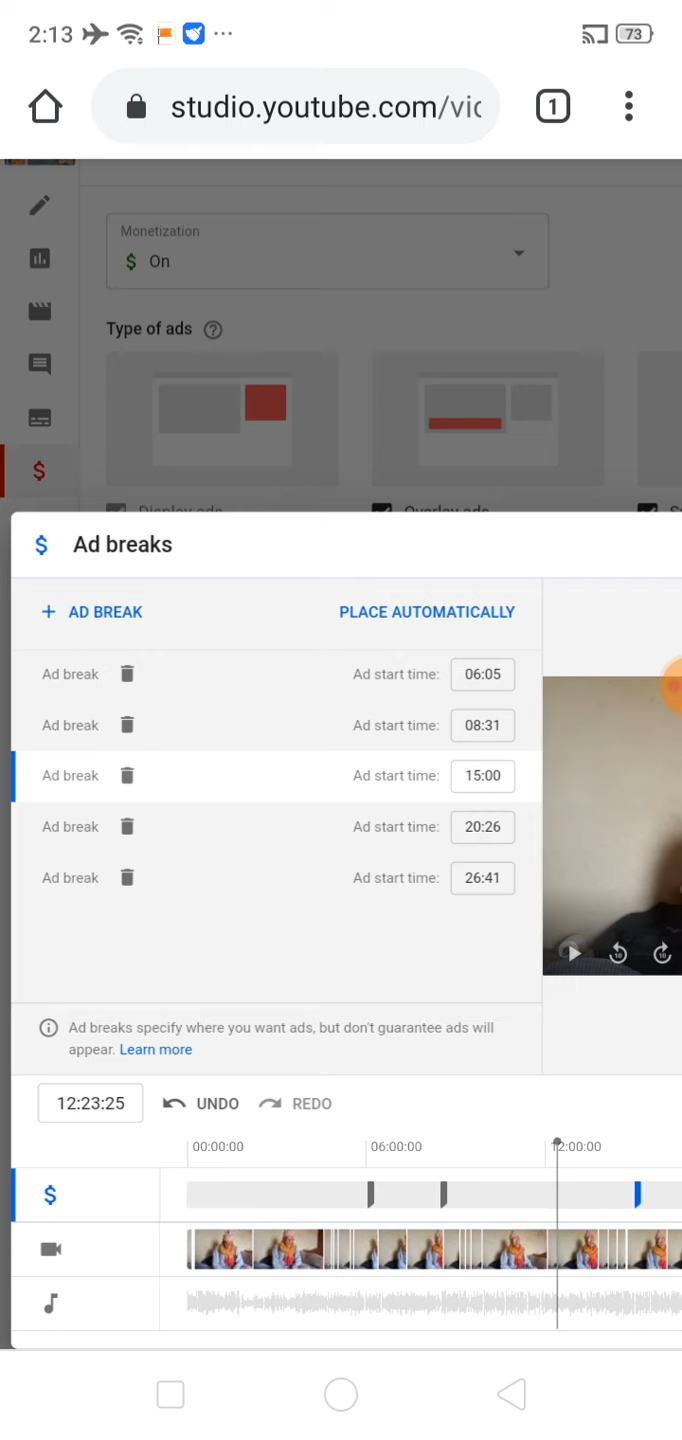 2:13
73
1
studio.youtube.com/vic
Monetization
$ On
Type of ads
Display ads
Overlay ads
$ Ad breaks
+ AD BREAK
PLACE AUTOMATICALLY
Ad break Ad start time: 06:05
Ad break Ad start time: 08:31
Ad break Ad start time: 15:00
Ad break Ad start time: 20:26
Ad break Ad start time: 26:41
Ad breaks specify where you want ads, but don't guarantee ads will
appear. Learn more
12:23:25 UNDO REDO
00:00:00 06:00:00 12:00:00